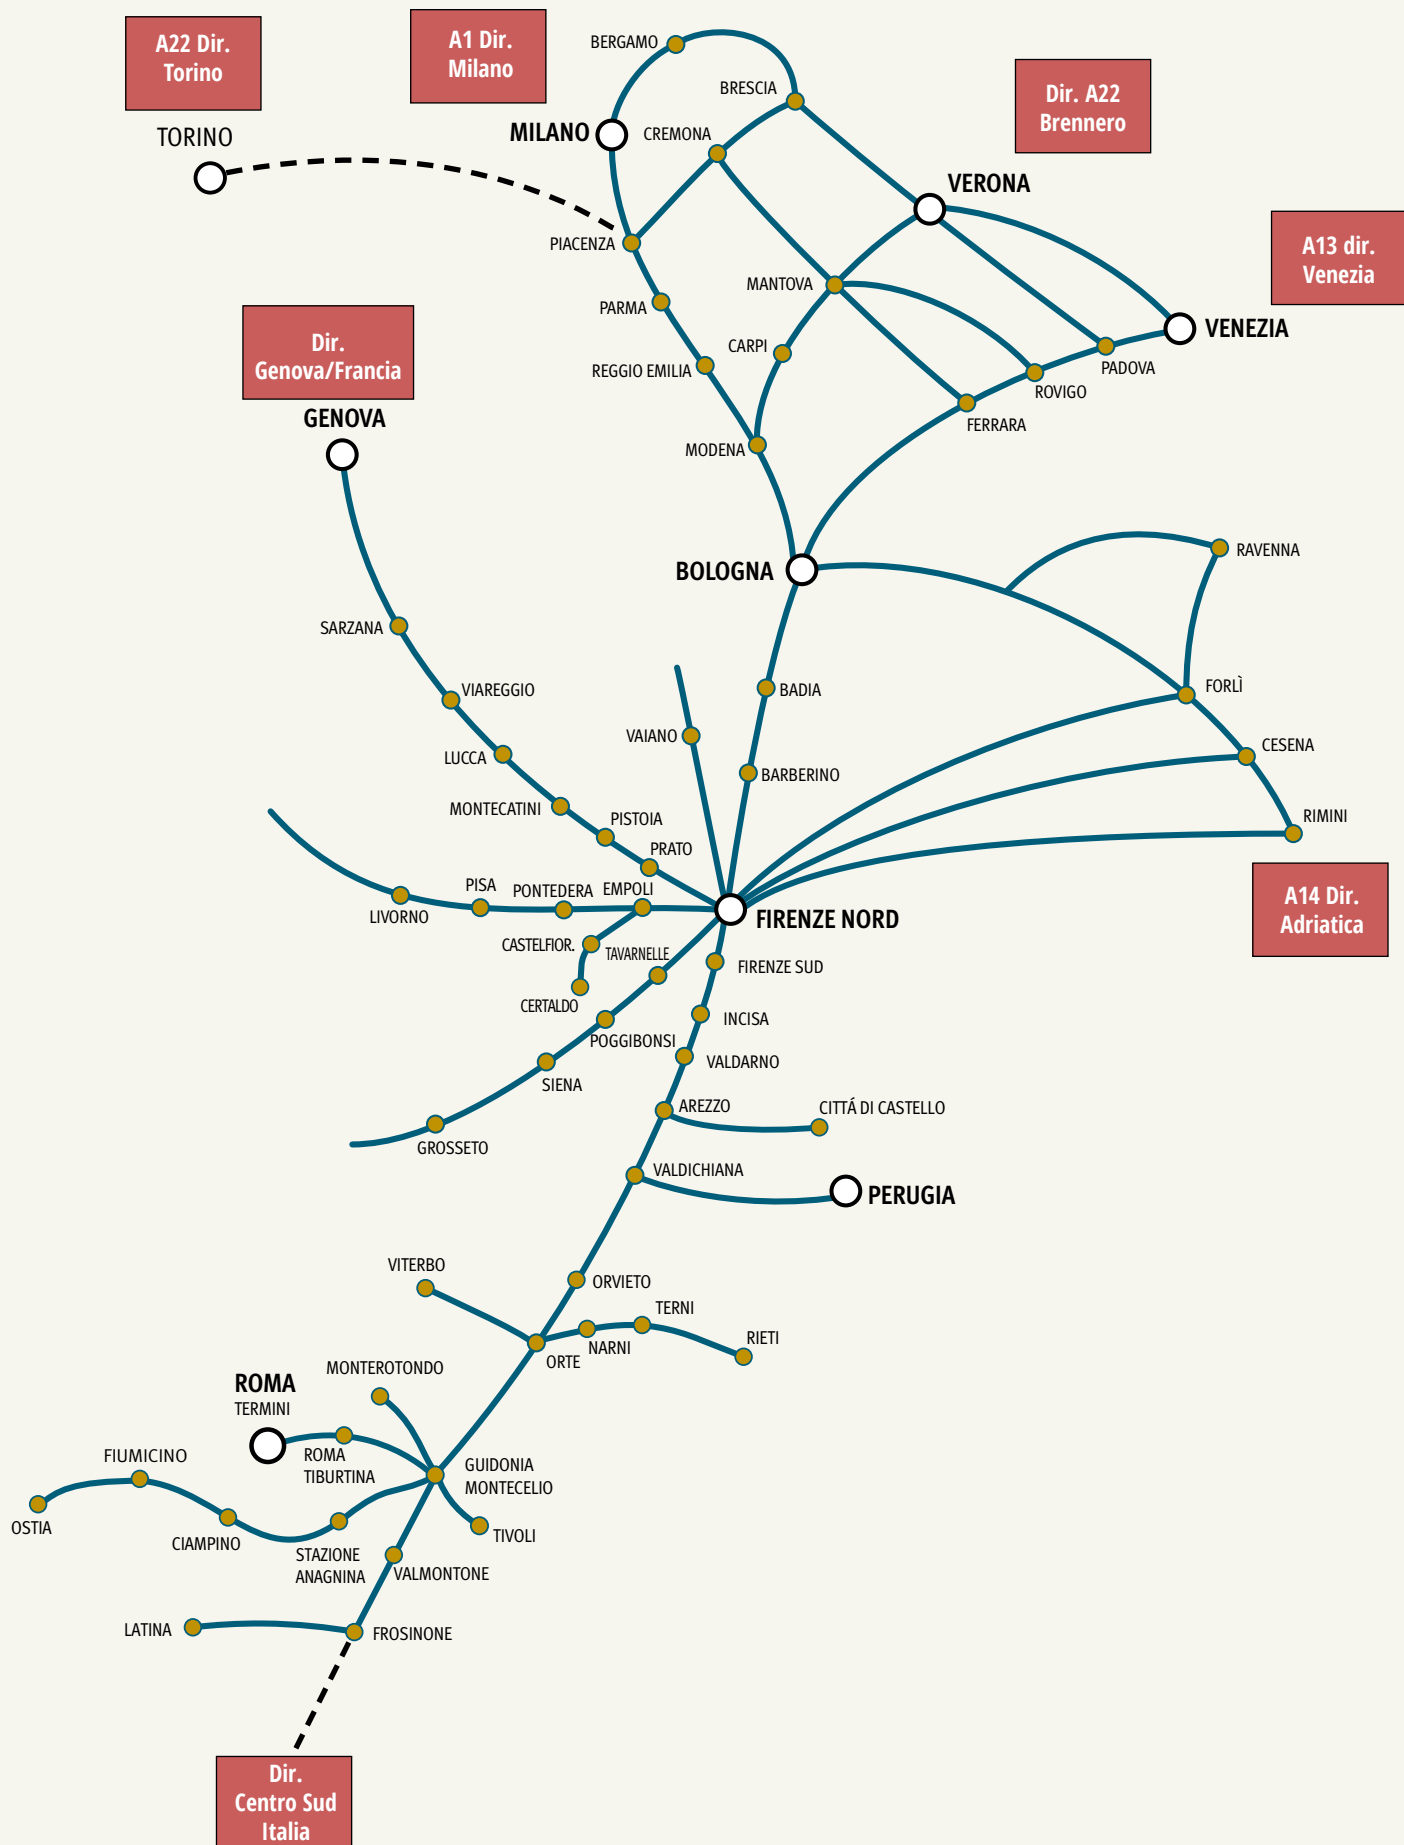 A22 Dir.
Torino
A1 Dir.
Milano
BERGAMO
BRESCIA
Dir. A22
Brennero
TORINO
MILANO
CREMONA
VERONA
PIACENZA
A13 dir.
Venezia
MANTOVA
PARMA
VENEZIA
Dir.
Genova/Francia
CARPI
REGGIO EMILIA
PADOVA
ROVIGO
GENOVA
FERRARA
MODENA
BOLOGNA
RAVENNA
SARZANA
VIAREGGIO
BADIA
FORLÌ
VAIANO
CESENA
LUCCA
BARBERINO
MONTECATINI
PISTOIA
RIMINI
PRATO
PISA
PONTEDERA
EMPOLI
LIVORNO
FIRENZE NORD
A14 Dir.
Adriatica
CASTELFIOR.
TAVARNELLE
FIRENZE SUD
CERTALDO
INCISA
POGGIBONSI
VALDARNO
SIENA
AREZZO
CITTÁ DI CASTELLO
GROSSETO
VALDICHIANA
PERUGIA
VITERBO
ORVIETO
TERNI
NARNI
RIETI
ORTE
MONTEROTONDO
ROMA
TERMINI
FIUMICINO
ROMA
TIBURTINA
GUIDONIA
MONTECELIO
OSTIA
CIAMPINO
TIVOLI
STAZIONE
ANAGNINA
VALMONTONE
LATINA
FROSINONE
Dir.
Centro Sud
Italia